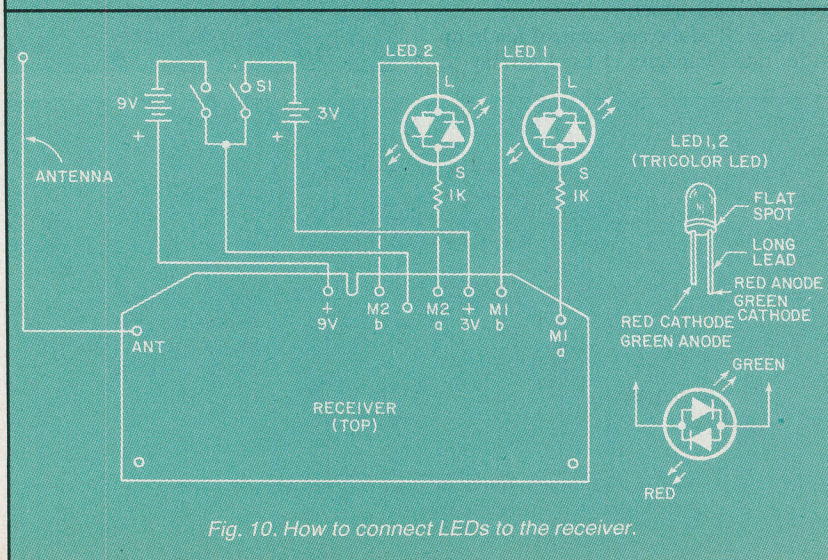 LED 2
LED 1
S1
L
L
9V
+
+
3V
LED 1,2
(TRICOLOR LED)
ANTENNA
S
S
1K
1K
FLAT
SPOT
LONG
LEAD
RED ANODE
GREEN
CATHODE
RED CATHODE
GREEN ANODE
+
9V
M2
b
M2
a
+
3V
M1
b
M1
a
ANT
RECEIVER
(TOP)
GREEN
RED
Fig. 10. How to connect LEDs to the receiver.